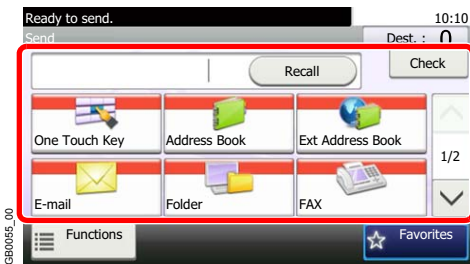 Ready to send.
10:10
Send
Dest. : 0
Recall
Check
One Touch Key
Address Book
Ext Address Book
1/2
E-mail
Folder
FAX
Functions
Favorites
GB0055_00